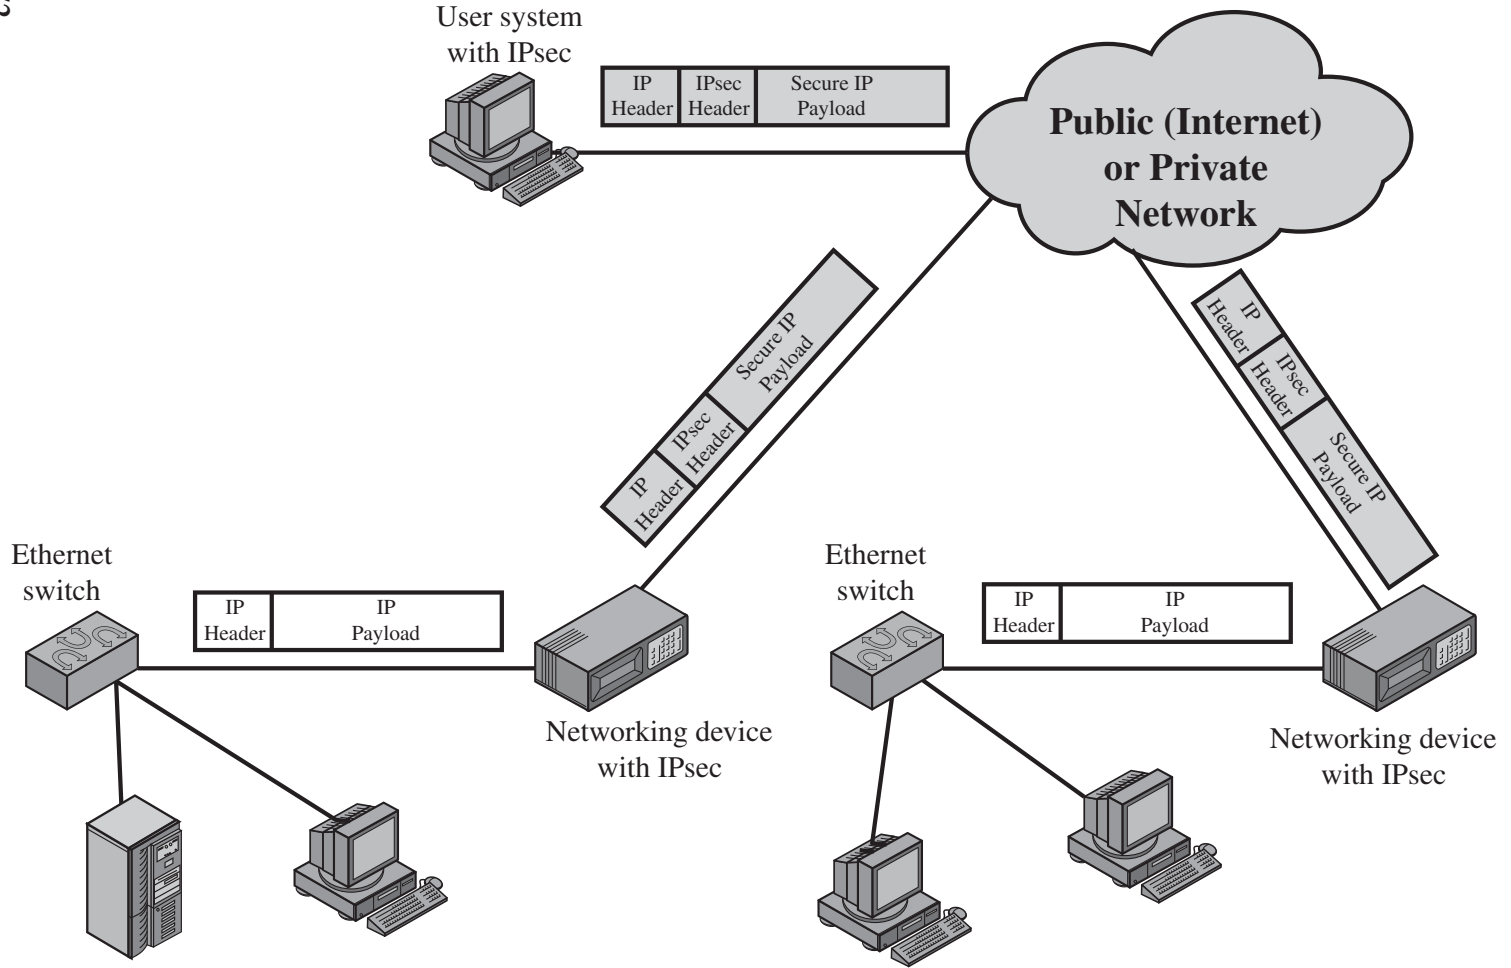 User system
with IPsec
IP
Header
IPsec
Header
Secure IP
Payload
Public (Internet)
or Private
Network
IP
Header
IPsec
Header
Secure IP
Payload
IP
Header
IPsec
Header
Secure IP
Payload
Ethernet
switch
IP
Header
IP
Payload
Networking device
with IPsec
Ethernet
switch
IP
Header
IP
Payload
Networking device
with IPsec